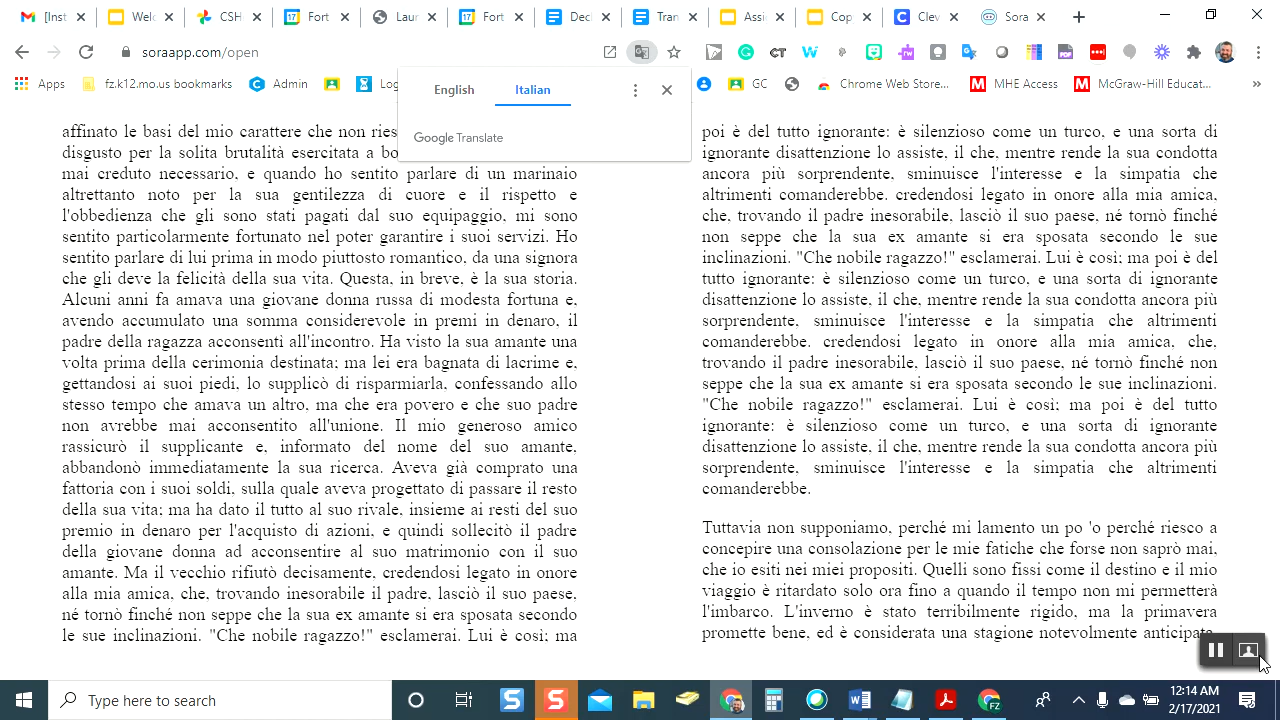 [Inst
Welc
CSH
Fort
Laur
Fort
Decl
Tran
Assi
Cop
Clev
Sora
soraapp.com/open
Apps
fz.k12.mo.us bookmarks
Admin
Log
GC
Chrome Web Store...
MHE Access
McGraw-Hill Educat...
English
Italian
Google Translate
affinato le basi del mio carattere che non ries
disgusto per la solita brutalità esercitata a bo
mai creduto necessario, e quando ho sentito parlare di un marinaio
altrettanto noto per la sua gentilezza di cuore e il rispetto e
l'obbedienza che gli sono stati pagati dal suo equipaggio, mi sono
sentito particolarmente fortunato nel poter garantire i suoi servizi. Ho
sentito parlare di lui prima in modo piuttosto romantico, da una signora
che gli deve la felicità della sua vita. Questa, in breve, è la sua storia.
Alcuni anni fa amava una giovane donna russa di modesta fortuna e,
avendo accumulato una somma considerevole in premi in denaro, il
padre della ragazza acconsentì all'incontro. Ha visto la sua amante una
volta prima della cerimonia destinata; ma lei era bagnata di lacrime e,
gettandosi ai suoi piedi, lo supplicò di risparmiarla, confessando allo
stesso tempo che amava un altro, ma che era povero e che suo padre
non avrebbe mai acconsentito all'unione. Il mio generoso amico
rassicurò il supplicante e, informato del nome del suo amante,
abbandonò immediatamente la sua ricerca. Aveva già comprato una
fattoria con i suoi soldi, sulla quale aveva progettato di passare il resto
della sua vita; ma ha dato il tutto al suo rivale, insieme ai resti del suo
premio in denaro per l'acquisto di azioni, e quindi sollecitò il padre
della giovane donna ad acconsentire al suo matrimonio con il suo
amante. Ma il vecchio rifiutò decisamente, credendosi legato in onore
alla mia amica, che, trovando inesorabile il padre, lasciò il suo paese,
né tornò finché non seppe che la sua ex amante si era sposata secondo
le sue inclinazioni. "Che nobile ragazzo!" esclamerai. Lui è così; ma
poi è del tutto ignorante: è silenzioso come un turco, e una sorta di
ignorante disattenzione lo assiste, il che, mentre rende la sua condotta
ancora più sorprendente, sminuisce l'interesse e la simpatia che
altrimenti comanderebbe. credendosi legato in onore alla mia amica,
che, trovando il padre inesorabile, lasciò il suo paese, né tornò finché
non seppe che la sua ex amante si era sposata secondo le sue
inclinazioni. "Che nobile ragazzo!" esclamerai. Lui è così; ma poi è del
tutto ignorante: è silenzioso come un turco, e una sorta di ignorante
disattenzione lo assiste, il che, mentre rende la sua condotta ancora più
sorprendente, sminuisce l'interesse e la simpatia che altrimenti
comanderebbe. credendosi legato in onore alla mia amica, che,
trovando il padre inesorabile, lasciò il suo paese, né tornò finché non
seppe che la sua ex amante si era sposata secondo le sue inclinazioni.
"Che nobile ragazzo!" esclamerai. Lui è così; ma poi è del tutto
ignorante: è silenzioso come un turco, e una sorta di ignorante
disattenzione lo assiste, il che, mentre rende la sua condotta ancora più
sorprendente, sminuisce l'interesse e la simpatia che altrimenti
comanderebbe.
Tuttavia non supponiamo, perché mi lamento un po 'o perché riesco a
concepire una consolazione per le mie fatiche che forse non saprò mai,
che io esiti nei miei propositi. Quelli sono fissi come il destino e il mio
viaggio è ritardato solo ora fino a quando il tempo non mi permetterà
l'imbarco. L'inverno è stato terribilmente rigido, ma la primavera
promette bene, ed è considerata una stagione notevolmente anticipata,
Type here to search
12:14 AM
2/17/2021